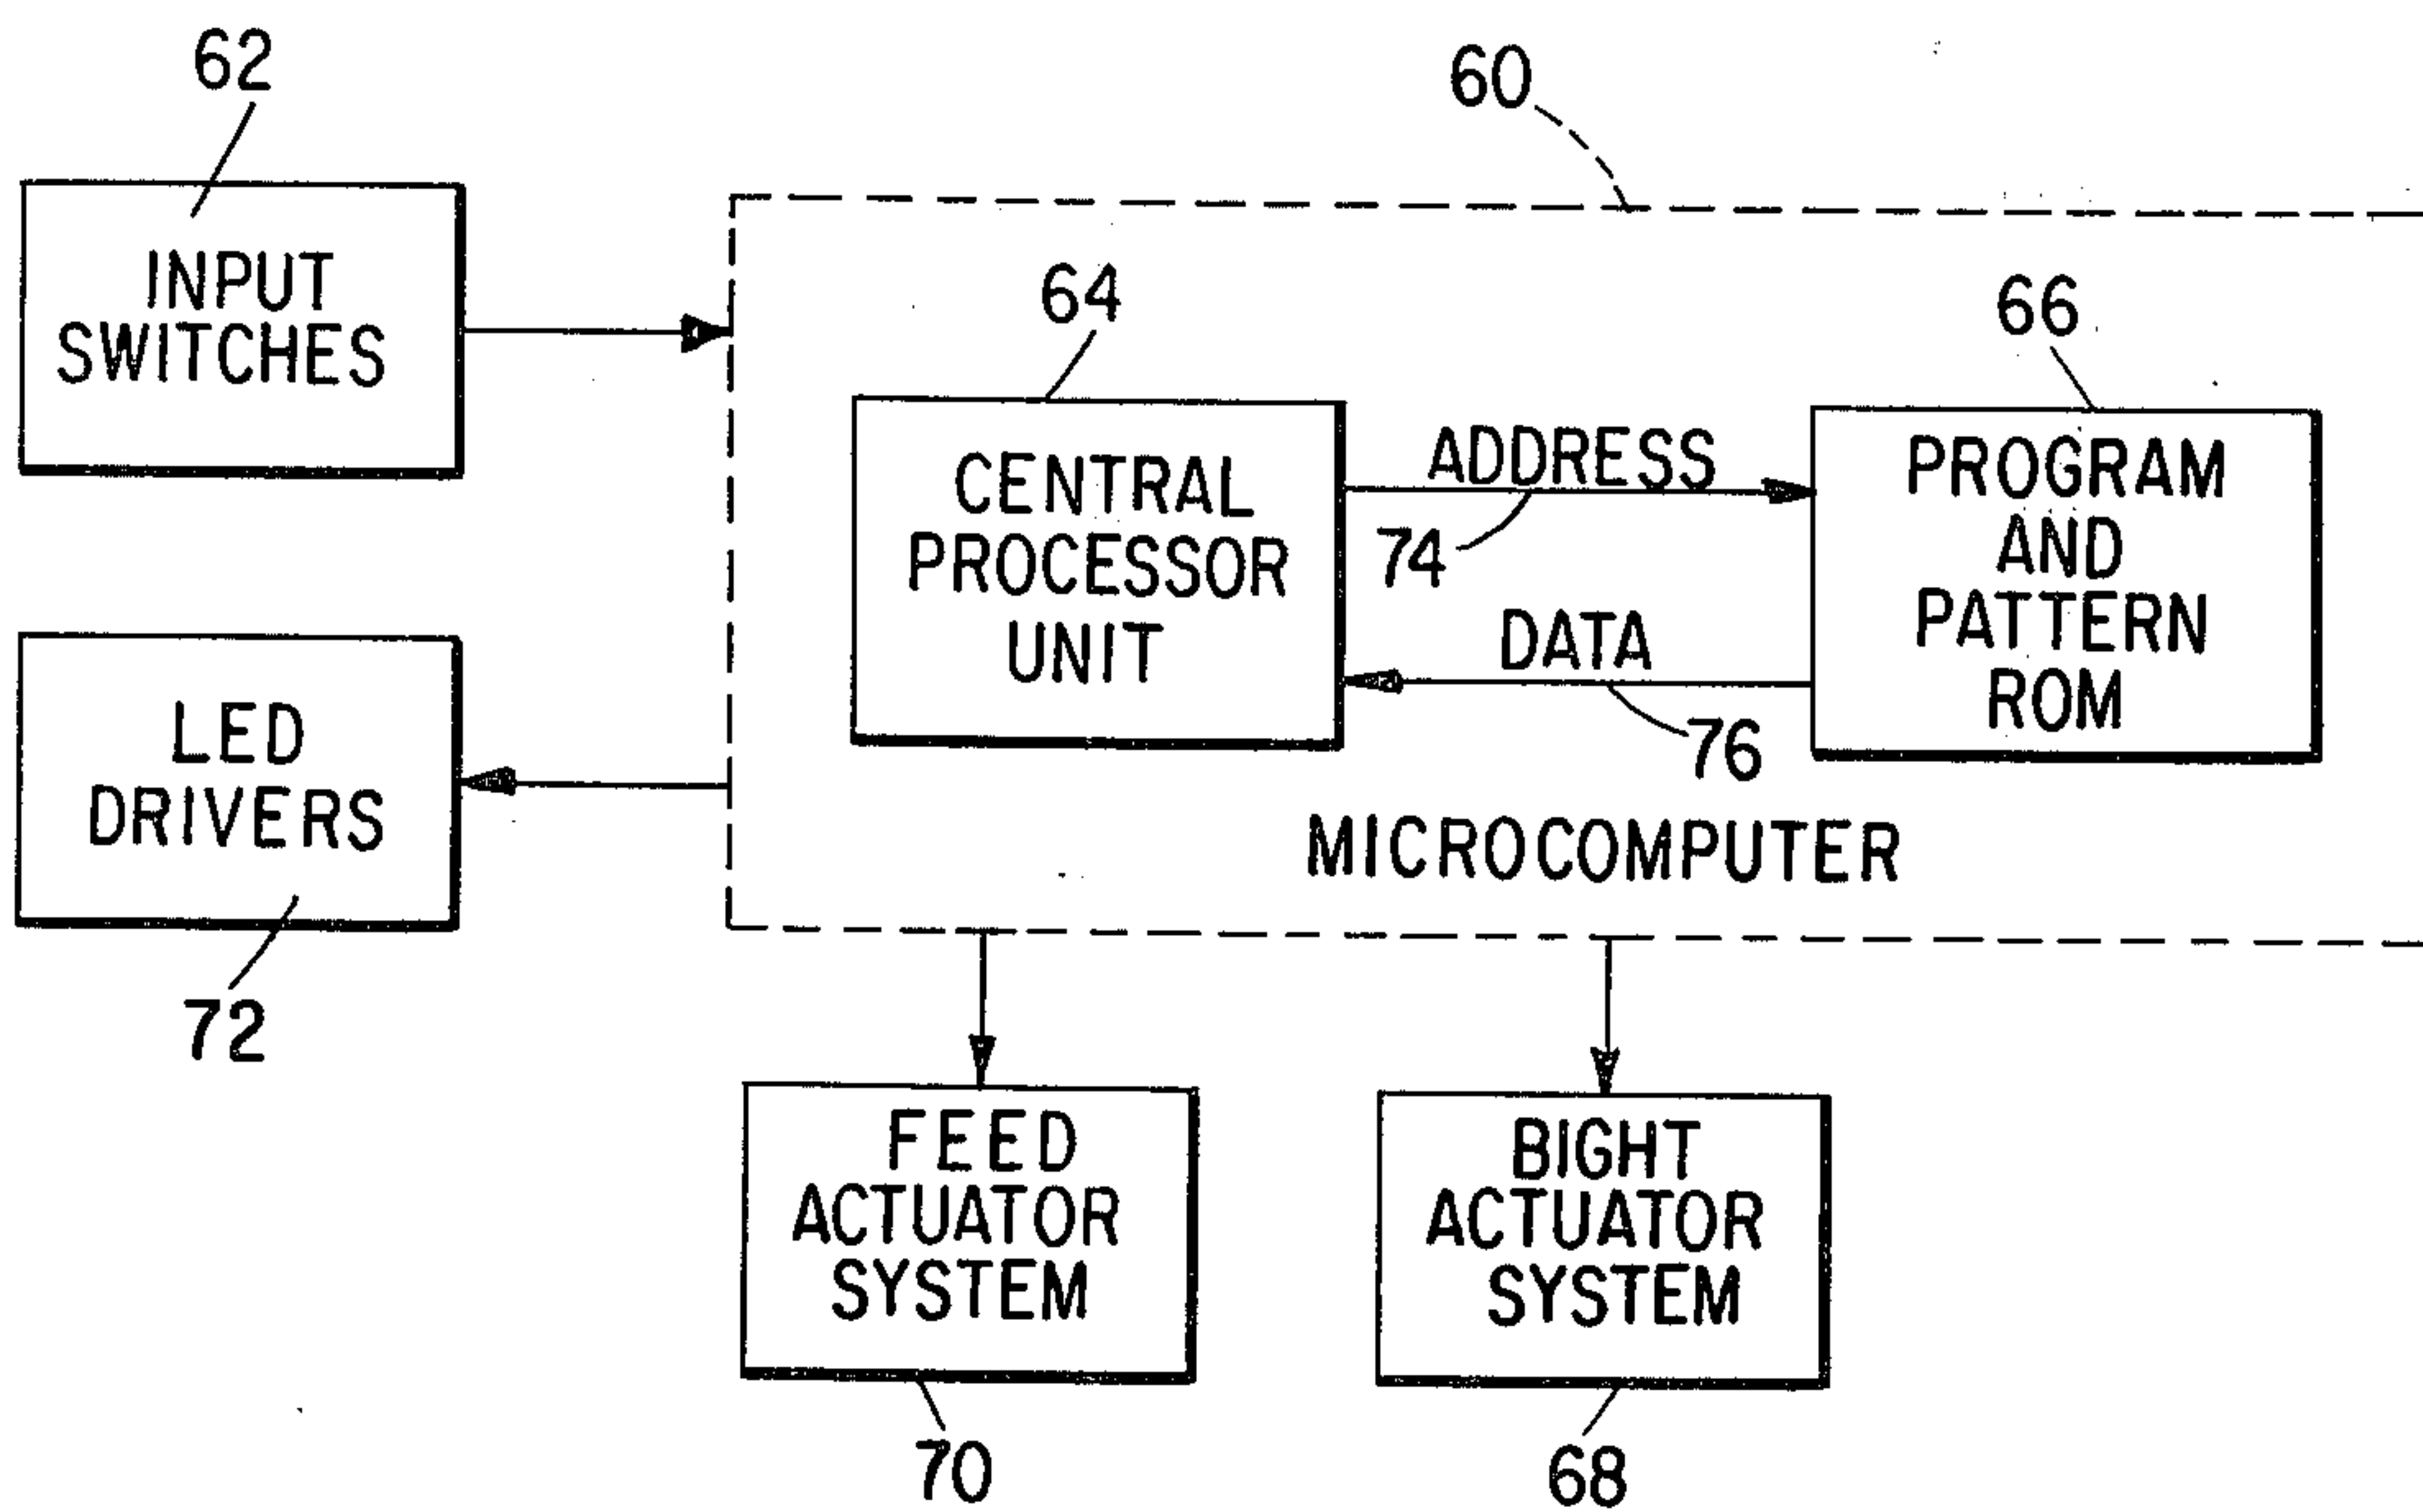 62
60
INPUT
SWITCHES
64
66
CENTRAL
PROCESSOR
UNIT
ADDRESS
74
DATA
76
PROGRAM
AND
PATTERN
ROM
LED
DRIVERS
72
MICROCOMPUTER
FEED
ACTUATOR
SYSTEM
70
BIGHT
ACTUATOR
SYSTEM
68